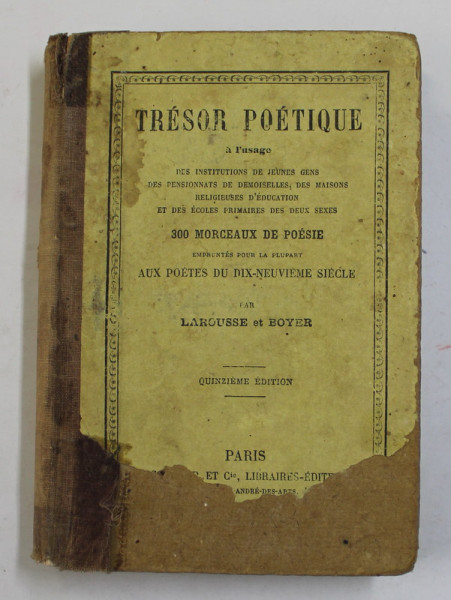 TRÉSOR POÉTIQUE
à l'usage
DES INSTITUTIONS DE JEUNES GENS
DES PENSIONNATS DE DEMOISELLES, DES MAISONS
RELIGIEUSES D'ÉDUCATION
ET DES ÉCOLES PRIMAIRES DES DEUX SEXES
300 MORCEAUX DE POÉSIE
EMPRUNTÉS POUR LA PLUPART
AUX POËTES DU DIX-NEUVIÈME SIÈCLE
PAR
LAROUSSE et BOYER
QUINZIÈME ÉDITION
PARIS
ET Cie, LIBRAIRES-ÉDIT
ANDRÉ-DES-ARTS